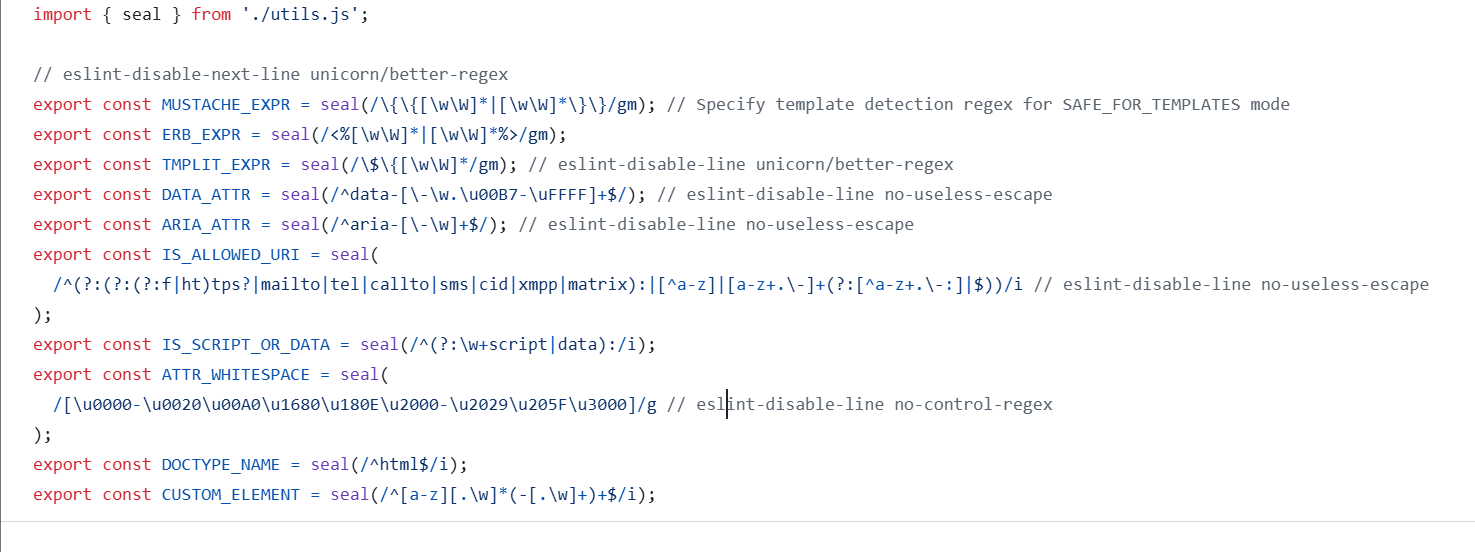 import { seal } from './utils.js';
// eslint-disable-next-line unicorn/better-regex
export const MUSTACHE_EXPR = seal(/\{\{[\w\W]*|[\w\W]*\}\}/gm); // Specify template detection regex for SAFE_FOR_TEMPLATES mode
export const ERB_EXPR = seal(/<%[\w\W]*|[\w\W]*%>/gm);
export const TMPLIT_EXPR = seal(/\$\{[\w\W]*/gm); // eslint-disable-line unicorn/better-regex
export const DATA_ATTR = seal(/^data-[\-\w.\u00B7-\uFFFF]+$/); // eslint-disable-line no-useless-escape
export const ARIA_ATTR = seal(/^aria-[\-\w]+$/); // eslint-disable-line no-useless-escape
export const IS_ALLOWED_URI = seal(
  /^(?:(?:(?:f|ht)tps?|mailto|tel|callto|sms|cid|xmpp|matrix):|[^a-z]|[a-z+.\-]+(?:[^a-z+.\-:]|$))/i // eslint-disable-line no-useless-escape
);
export const IS_SCRIPT_OR_DATA = seal(/^(?:\w+script|data):/i);
export const ATTR_WHITESPACE = seal(
  /[\u0000-\u0020\u00A0\u1680\u180E\u2000-\u2029\u205F\u3000]/g // eslint-disable-line no-control-regex
);
export const DOCTYPE_NAME = seal(/^html$/i);
export const CUSTOM_ELEMENT = seal(/^[a-z][.\w]*(-[.\w]+)+$/i);